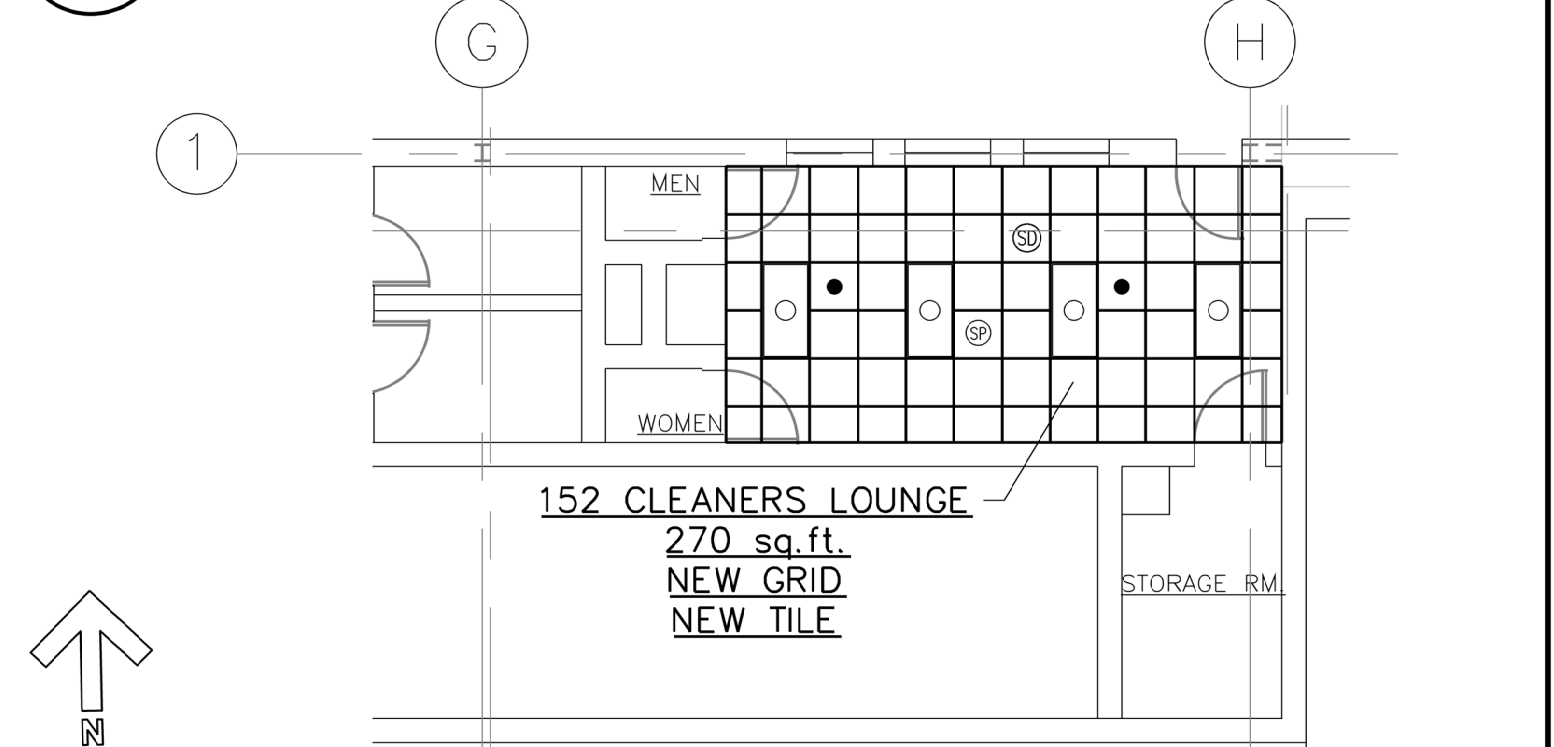 G
H
1
MEN
SD
SP
WOMEN
152 CLEANERS LOUNGE
270 sq.ft.
NEW GRID
NEW TILE
STORAGE RM.
N